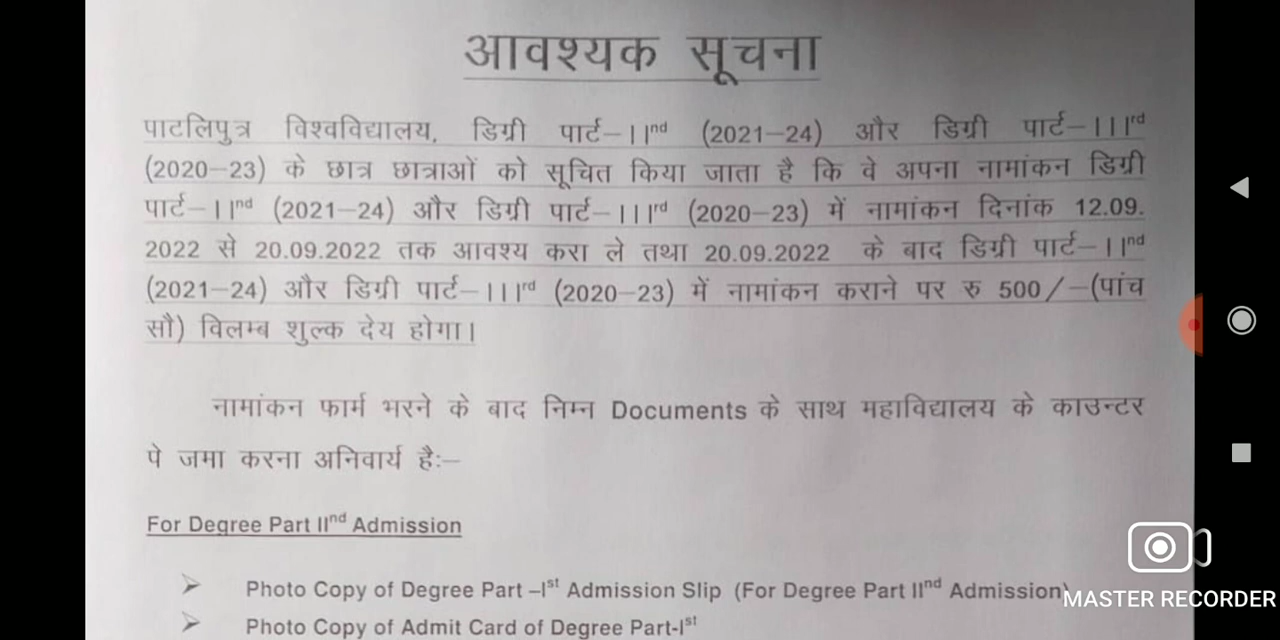 आवश्यक सूचना
पाटलिपुत्र विश्वविद्यालय, डिग्री पार्ट–IInd (2021–24) और डिग्री पार्ट–IIIrd
(2020–23) के छात्र छात्राओं को सूचित किया जाता है कि वे अपना नामांकन डिग्री
पार्ट–IInd (2021–24) और डिग्री पार्ट–IIIrd (2020–23) में नामांकन दिनांक 12.09.
2022 से 20.09.2022 तक आवश्य करा ले तथा 20.09.2022 के बाद डिग्री पार्ट–IInd
(2021–24) और डिग्री पार्ट–IIIrd (2020–23) में नामांकन कराने पर रु 500/–(पांच
सौ) विलम्ब शुल्क देय होगा।
नामांकन फार्म भरने के बाद निम्न Documents के साथ महाविद्यालय के काउन्टर
पे जमा करना अनिवार्य है:–
For Degree Part IInd Admission
➢ Photo Copy of Degree Part –Ist Admission Slip (For Degree Part IInd Admission)
➢ Photo Copy of Admit Card of Degree Part-Ist
MASTER RECORDER